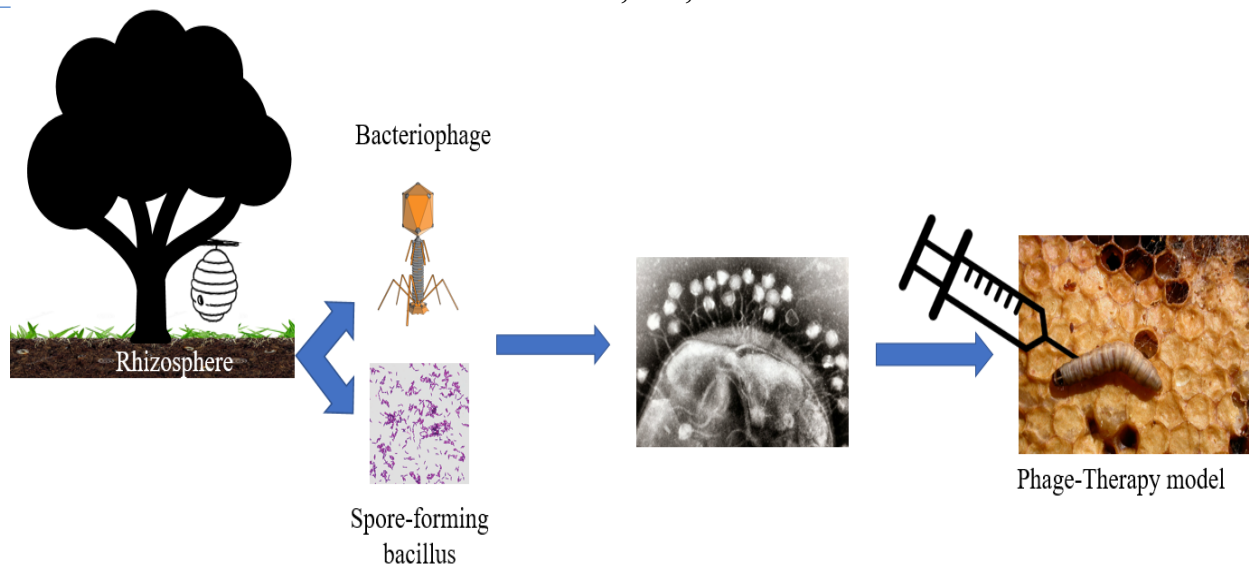 Bacteriophage
Rhizosphere
Spore-forming
bacillus
Phage-Therapy model